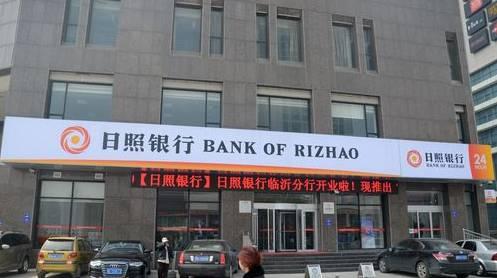 日照银行 BANK OF RIZHAO
日照银行
BANK OF RIZHAO
24
HOUR
【日照银行】日照银行临沂分行开业啦！现推出